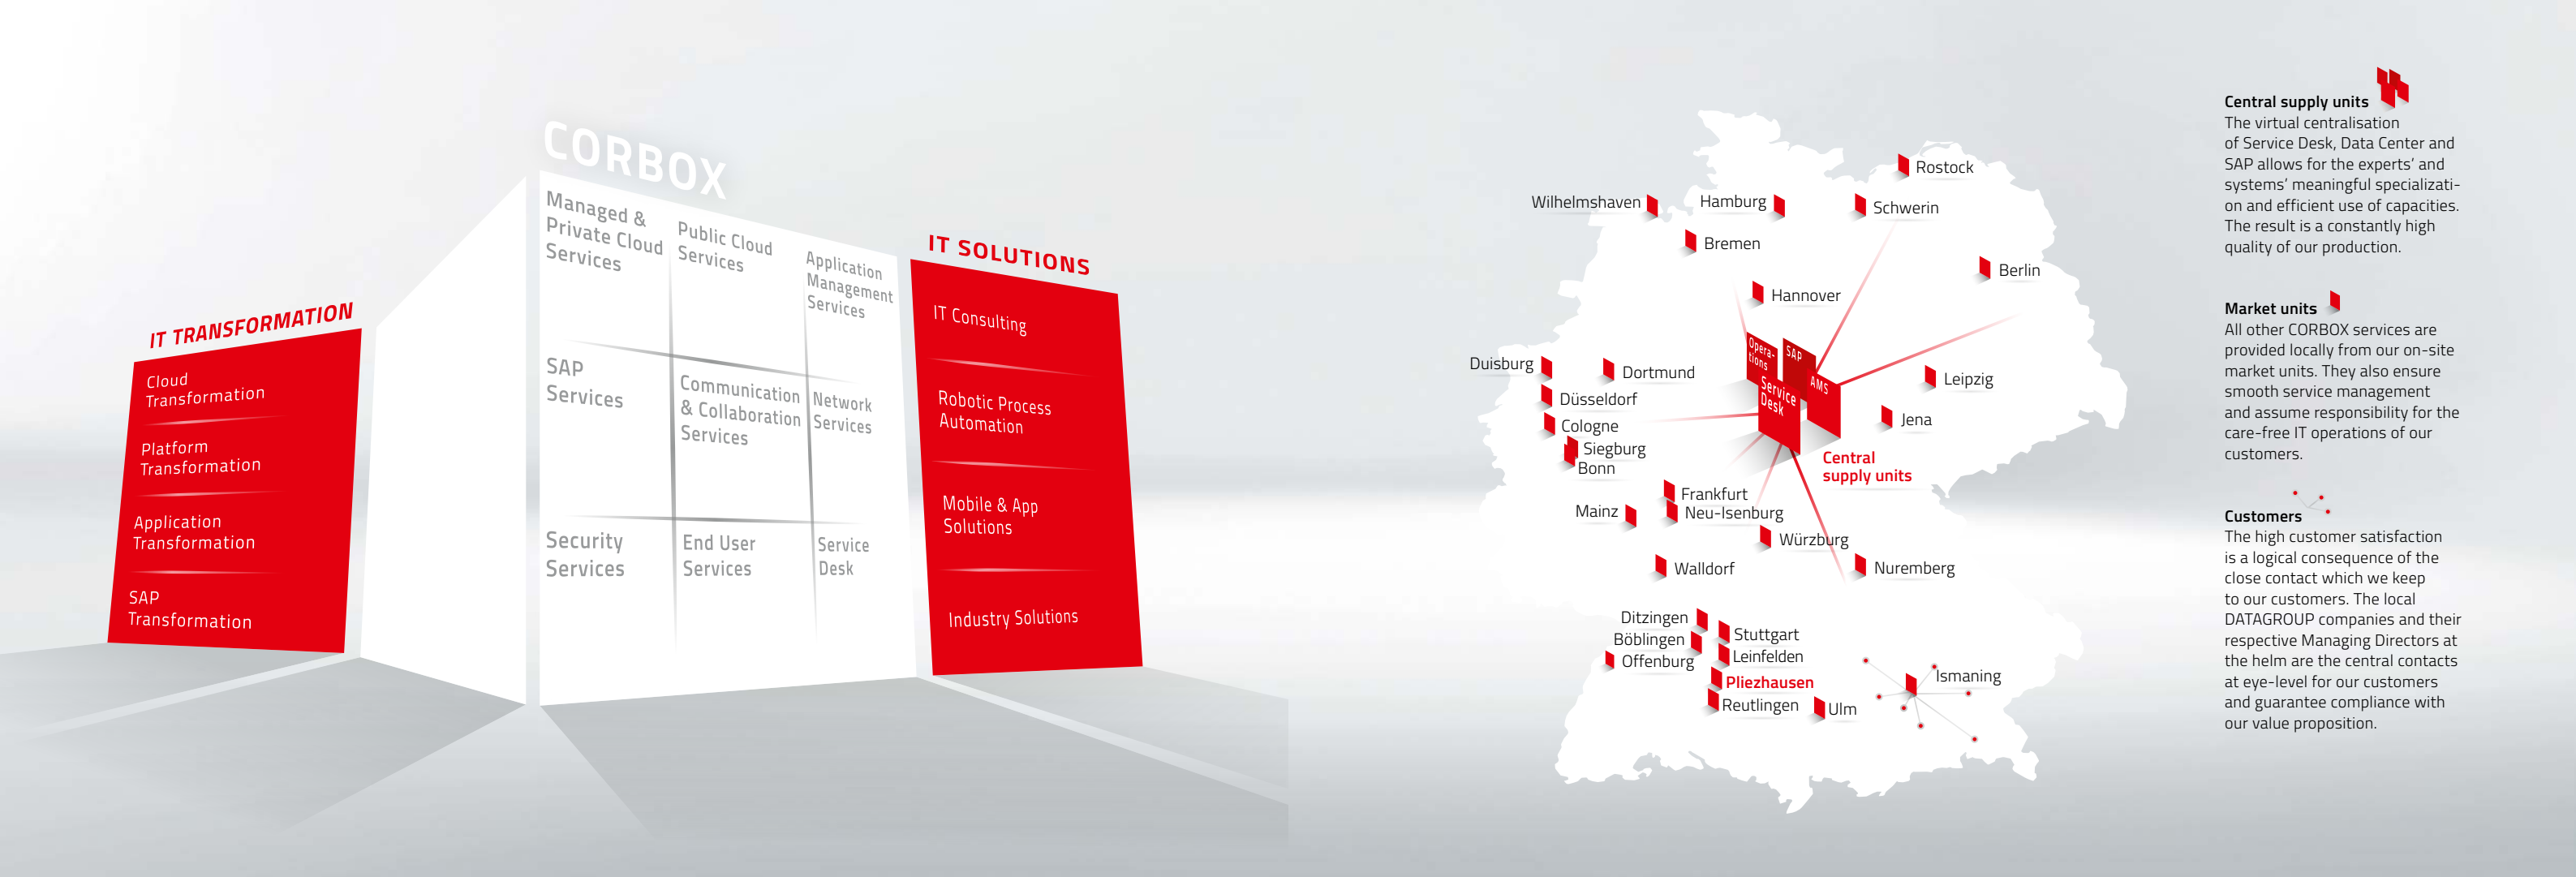 IT TRANSFORMATION
Cloud
Transformation
Platform
Transformation
Application
Transformation
SAP
Transformation
CORBOX
Managed &
Private Cloud
Services
Public Cloud
Services
Application
Management
Services
SAP
Services
Communication
& Collaboration
Services
Network
Services
Security
Services
End User
Services
Service
Desk
IT SOLUTIONS
IT Consulting
Robotic Process
Automation
Mobile & App
Solutions
Industry Solutions
Rostock
Wilhelmshaven
Hamburg
Schwerin
Bremen
Berlin
Hannover
Opera-
tions
SAP
AMS
Service
Desk
Central
supply units
Duisburg
Dortmund
Leipzig
Düsseldorf
Jena
Cologne
Siegburg
Bonn
Frankfurt
Mainz
Neu-Isenburg
Würzburg
Walldorf
Nuremberg
Ditzingen
Stuttgart
Böblingen
Leinfelden
Offenburg
Pliezhausen
Reutlingen
Ulm
Ismaning
Central supply units
The virtual centralisation
of Service Desk, Data Center and
SAP allows for the experts’ and
systems’ meaningful specializati-
on and efficient use of capacities.
The result is a constantly high
quality of our production.
Market units
All other CORBOX services are
provided locally from our on-site
market units. They also ensure
smooth service management
and assume responsibility for the
care-free IT operations of our
customers.
Customers
The high customer satisfaction
is a logical consequence of the
close contact which we keep
to our customers. The local
DATAGROUP companies and their
respective Managing Directors at
the helm are the central contacts
at eye-level for our customers
and guarantee compliance with
our value proposition.